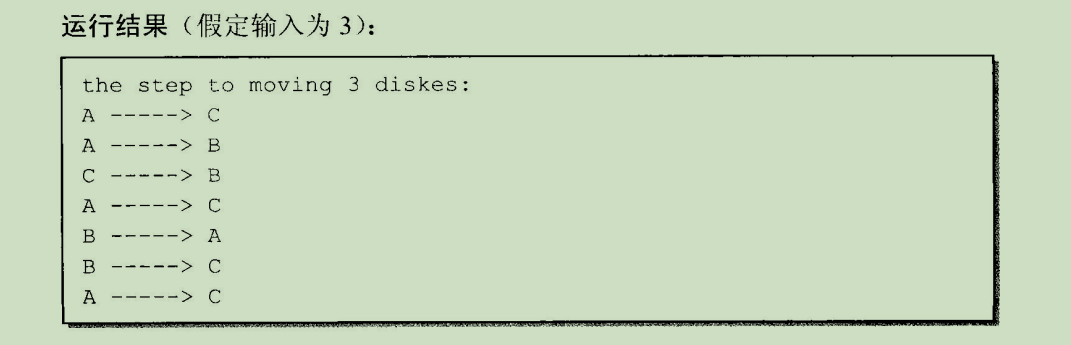 运行结果（假定输入为3）：
the step to moving 3 diskes:
A -----> C
A -----> B
C -----> B
A -----> C
B -----> A
B -----> C
A -----> C